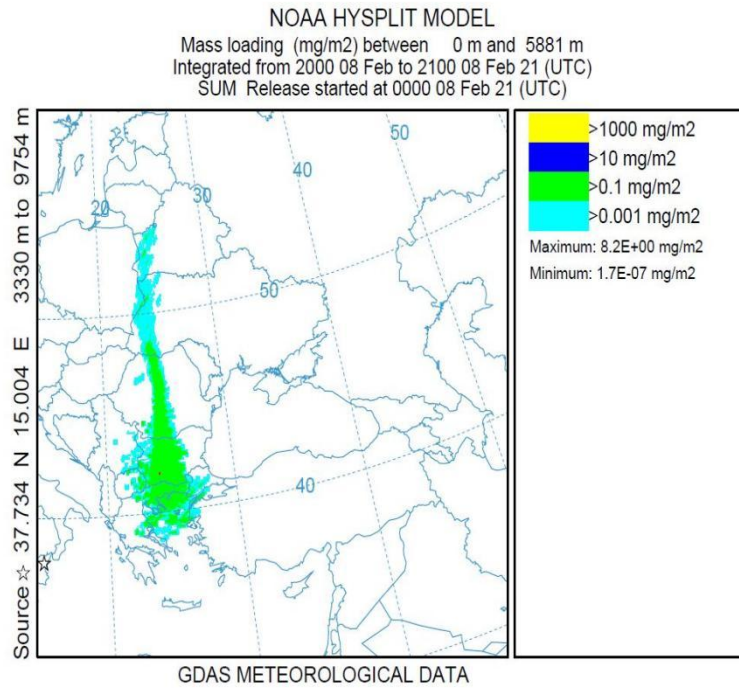 NOAA HYSPLIT MODEL
Mass loading (mg/m2) between 0 m and 5881 m
Integrated from 2000 08 Feb to 2100 08 Feb 21 (UTC)
SUM Release started at 0000 08 Feb 21 (UTC)
Source ☆ 37.734 N 15.004 E 3330 m to 9754 m
50
40
30
20
50
40
>1000 mg/m2
>10 mg/m2
>0.1 mg/m2
>0.001 mg/m2
Maximum: 8.2E+00 mg/m2
Minimum: 1.7E-07 mg/m2
GDAS METEOROLOGICAL DATA